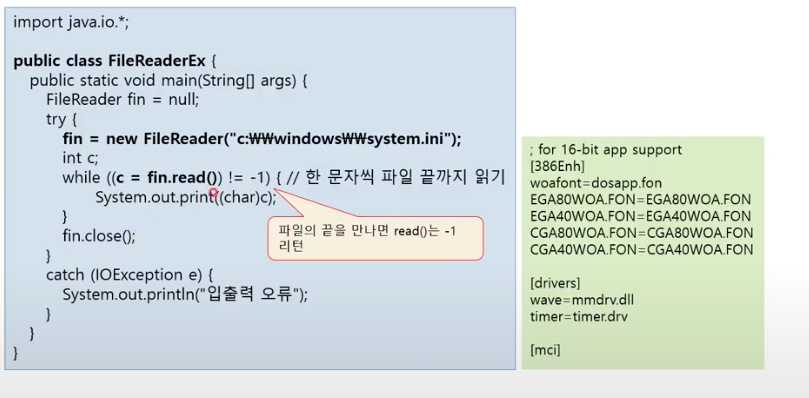 import java.io.*;
public class FileReaderEx {
public static void main(String[] args) {
FileReader fin = null;
try {
fin = new FileReader("c:₩₩windows₩₩system.ini");
int c;
while ((c = fin.read()) != -1) { // 한 문자씩 파일 끝까지 읽기
System.out.print((char)c);
}
fin.close();
}
catch (IOException e) {
System.out.println("입출력 오류");
}
}
}
파일의 끝을 만나면 read()는 -1
리턴
; for 16-bit app support
[386Enh]
woafont=dosapp.fon
EGA80WOA.FON=EGA80WOA.FON
EGA40WOA.FON=EGA40WOA.FON
CGA80WOA.FON=CGA80WOA.FON
CGA40WOA.FON=CGA40WOA.FON
[drivers]
wave=mmdrv.dll
timer=timer.drv
[mci]